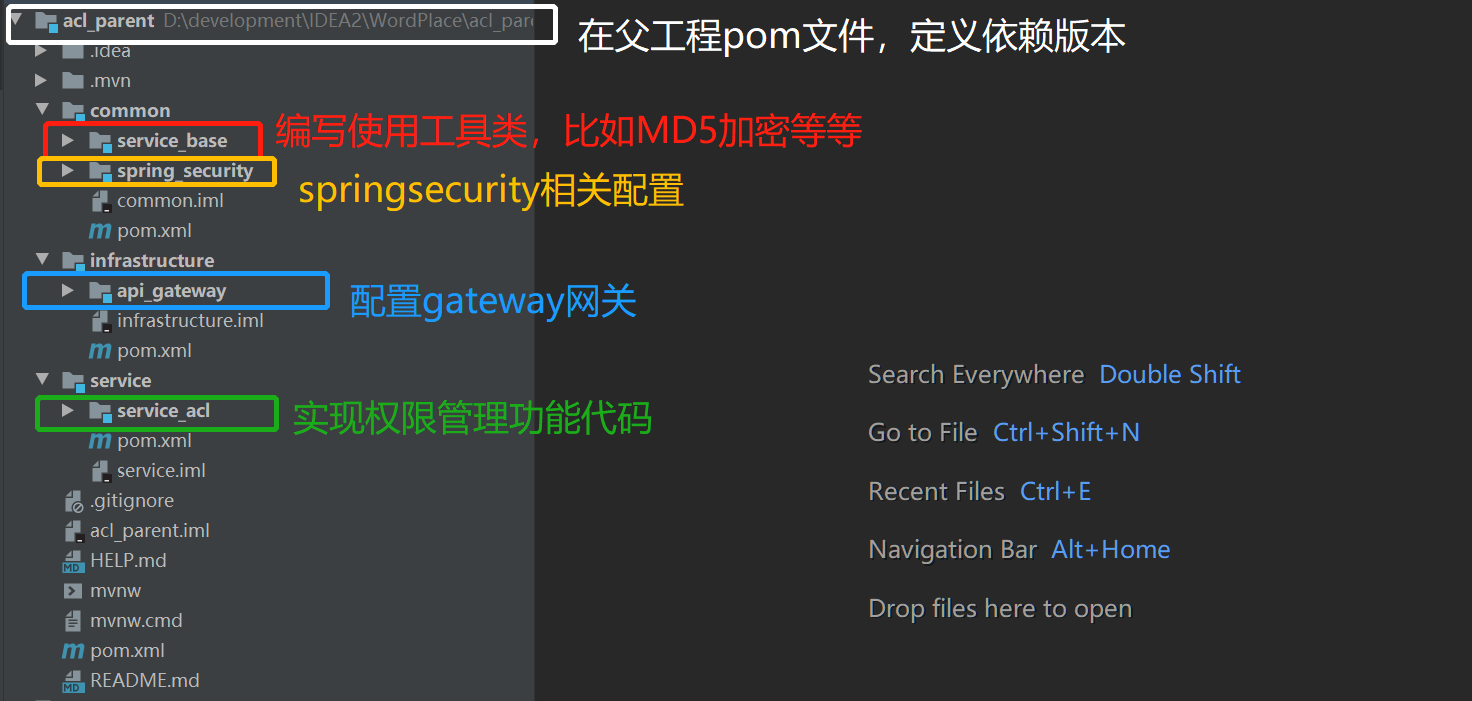 acl_parent D:\development\IDEA2\WordPlace\acl_pare
在父工程pom文件，定义依赖版本
.idea
.mvn
common
service_base
编写使用工具类，比如MD5加密等等
spring_security
springsecurity相关配置
common.iml
pom.xml
infrastructure
api_gateway
配置gateway网关
infrastructure.iml
pom.xml
service
service_acl
实现权限管理功能代码
pom.xml
service.iml
.gitignore
acl_parent.iml
HELP.md
mvnw
mvnw.cmd
pom.xml
README.md
Search Everywhere Double Shift
Go to File Ctrl+Shift+N
Recent Files Ctrl+E
Navigation Bar Alt+Home
Drop files here to open